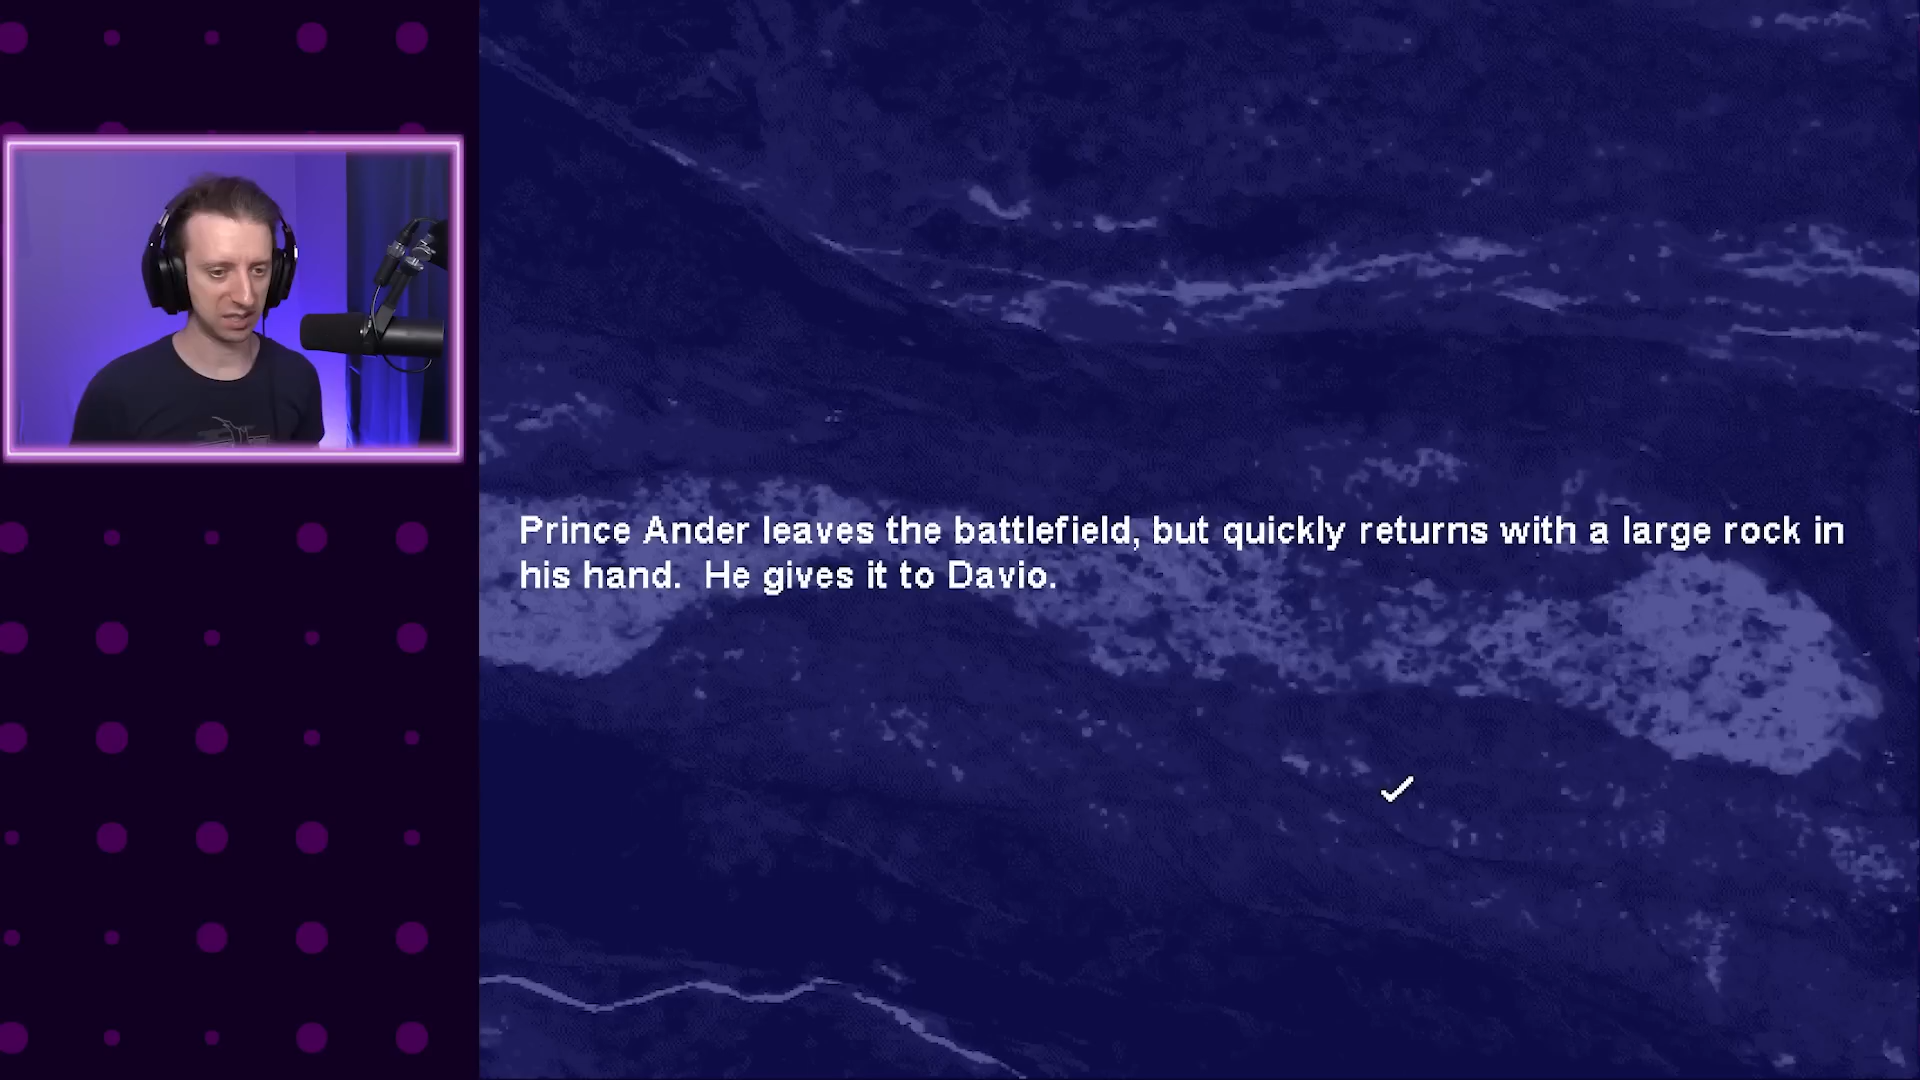 Prince Ander leaves the battlefield, but quickly returns with a large rock in
his hand.  He gives it to Davio.